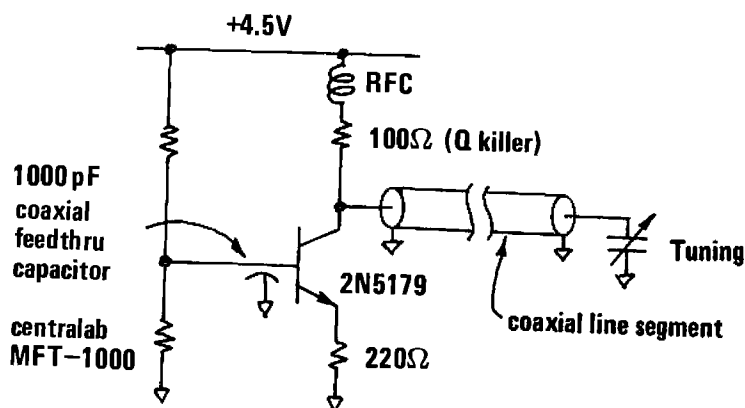 +4.5V
RFC
100Ω (Q killer)
1000 pF
coaxial
feedthru
capacitor
Tuning
2N5179
centralab
MFT-1000
coaxial line segment
220Ω